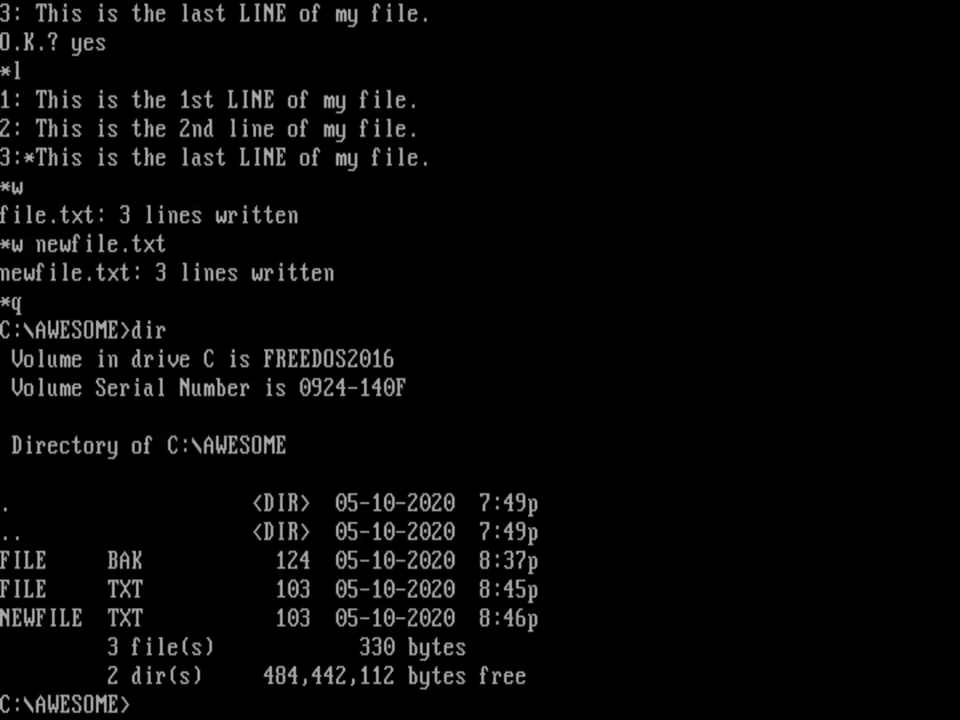 3: This is the last LINE of my file.
O.K.? yes
*l
1: This is the 1st LINE of my file.
2: This is the 2nd line of my file.
3:*This is the last LINE of my file.
*w
file.txt: 3 lines written
*w newfile.txt
newfile.txt: 3 lines written
*q
C:\AWESOME>dir
 Volume in drive C is FREEDOS2016
 Volume Serial Number is 0924-140F

 Directory of C:\AWESOME

.                    <DIR>  05-10-2020  7:49p
..                   <DIR>  05-10-2020  7:49p
FILE     BAK           124  05-10-2020  8:37p
FILE     TXT           103  05-10-2020  8:45p
NEWFILE  TXT           103  05-10-2020  8:46p
         3 file(s)            330 bytes
         2 dir(s)     484,442,112 bytes free
C:\AWESOME>